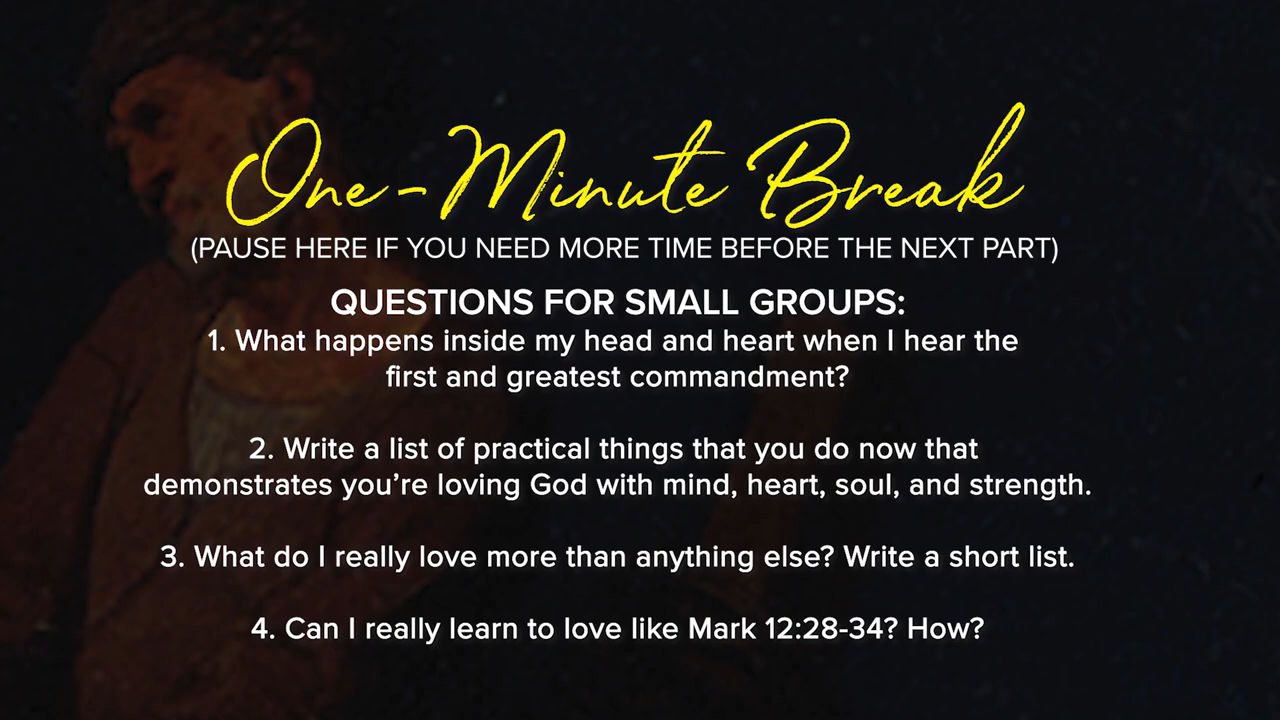 One-Minute Break
(PAUSE HERE IF YOU NEED MORE TIME BEFORE THE NEXT PART)
QUESTIONS FOR SMALL GROUPS:
1. What happens inside my head and heart when I hear the
first and greatest commandment?
2. Write a list of practical things that you do now that
demonstrates you’re loving God with mind, heart, soul, and strength.
3. What do I really love more than anything else? Write a short list.
4. Can I really learn to love like Mark 12:28-34? How?